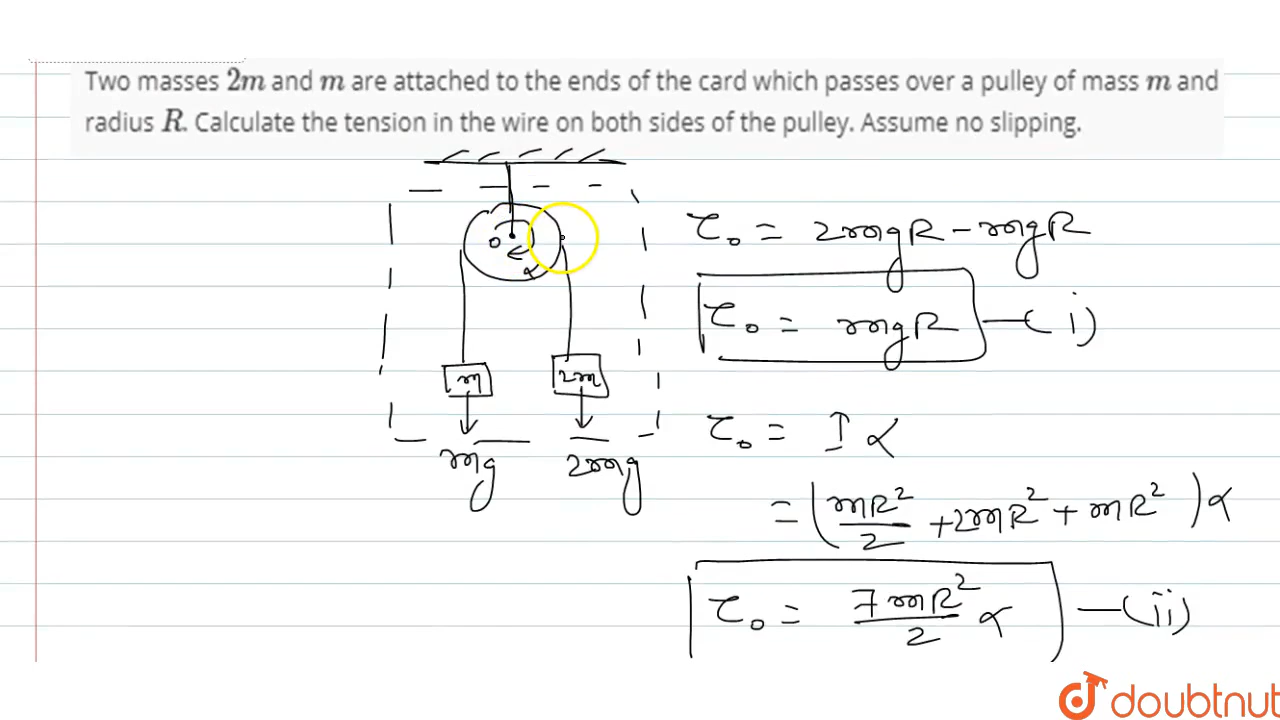 Two masses 2m and m are attached to the ends of the card which passes over a pulley of mass m and
radius R. Calculate the tension in the wire on both sides of the pulley. Assume no slipping.
τ₀ = 2mgR – mgR
O
α
τ₀ = mgR —(i)
m 2m
τ₀ = I α
mg 2mg
= (mR²/2 + 2mR² + mR²) α
τ₀ = 7mR²/2 α —(ii)
doubtnut